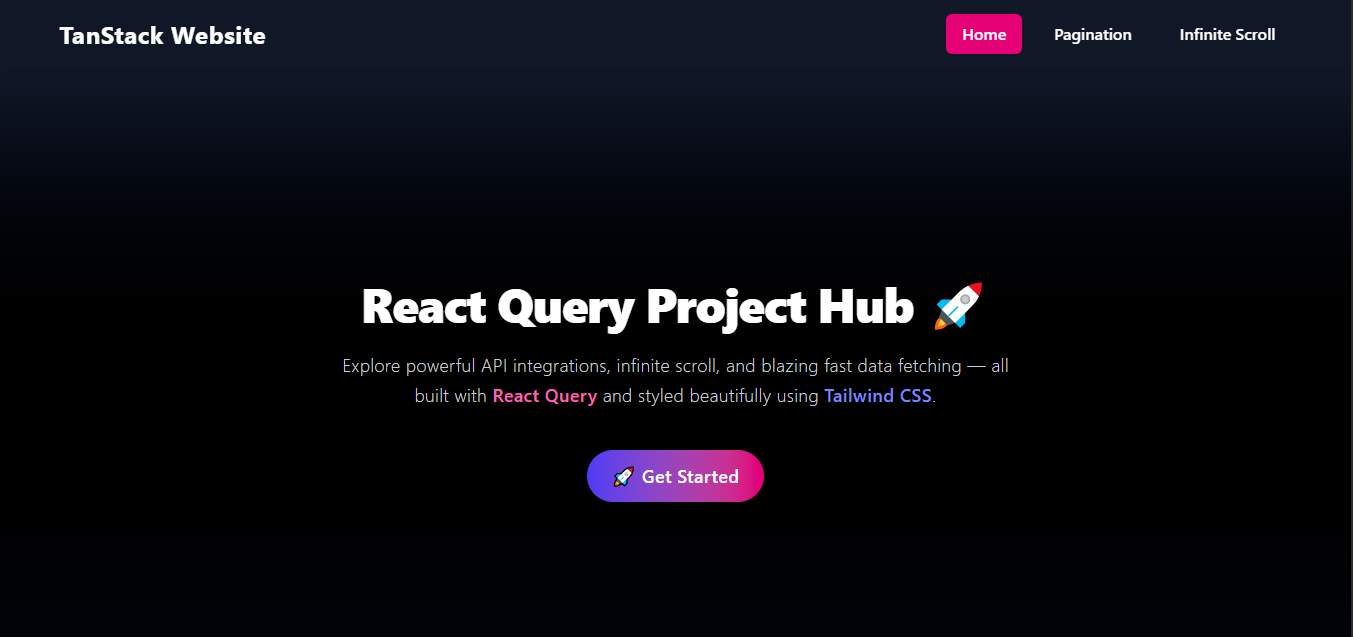 TanStack Website
Home
Pagination
Infinite Scroll
React Query Project Hub 🚀
Explore powerful API integrations, infinite scroll, and blazing fast data fetching — all
built with React Query and styled beautifully using Tailwind CSS.
🚀 Get Started